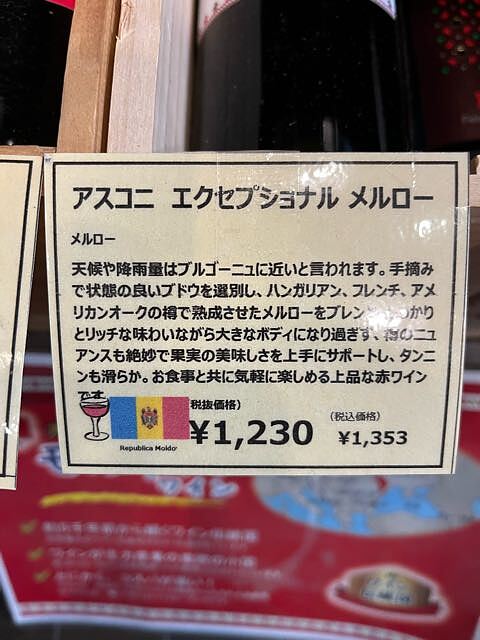 アスコニ エクセプショナル メルロー
メルロー
天候や降雨量はブルゴーニュに近いと言われます。手摘み
で状態の良いブドウを選別し、ハンガリアン、フレンチ、アメ
リカンオークの樽で熟成させたメルローをブレン
とリッチな味わいながら大きなボディになり過ぎず、樽のニュ
アンスも絶妙で果実の美味しさを上手にサポートし、タンニ
ンも滑らか。お食事と共に気軽に楽しめる上品な赤ワイン
です
税抜価格)
¥1,230
(税込価格)
¥1,353
Republica Moldo
ワイン